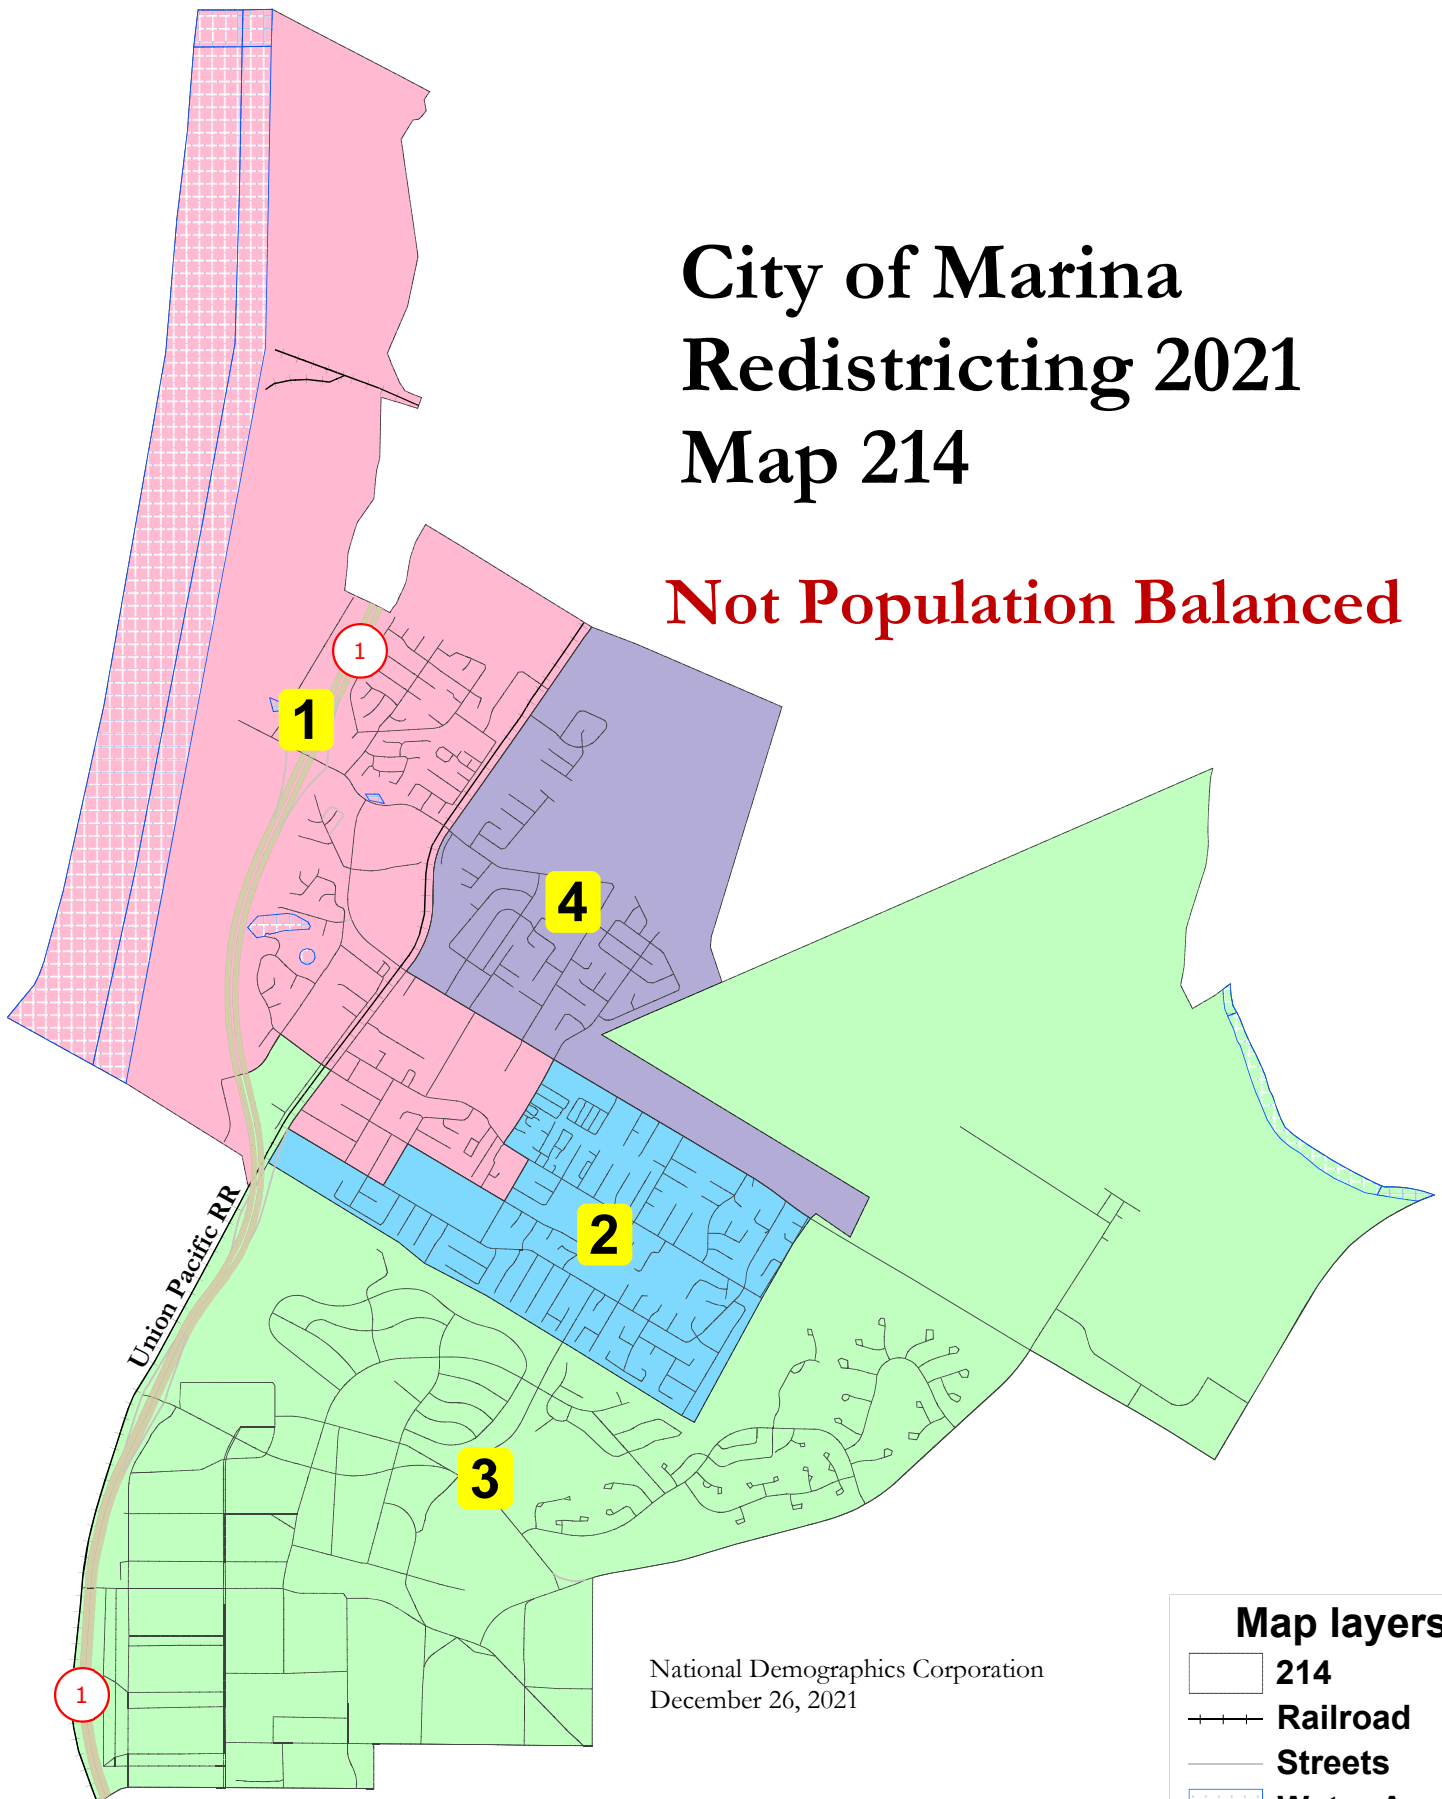 City of Marina
Redistricting 2021
Map 214
Not Population Balanced
1
1
4
2
Union Pacific RR
3
1
National Demographics Corporation
December 26, 2021
Map layers
214
Railroad
Streets